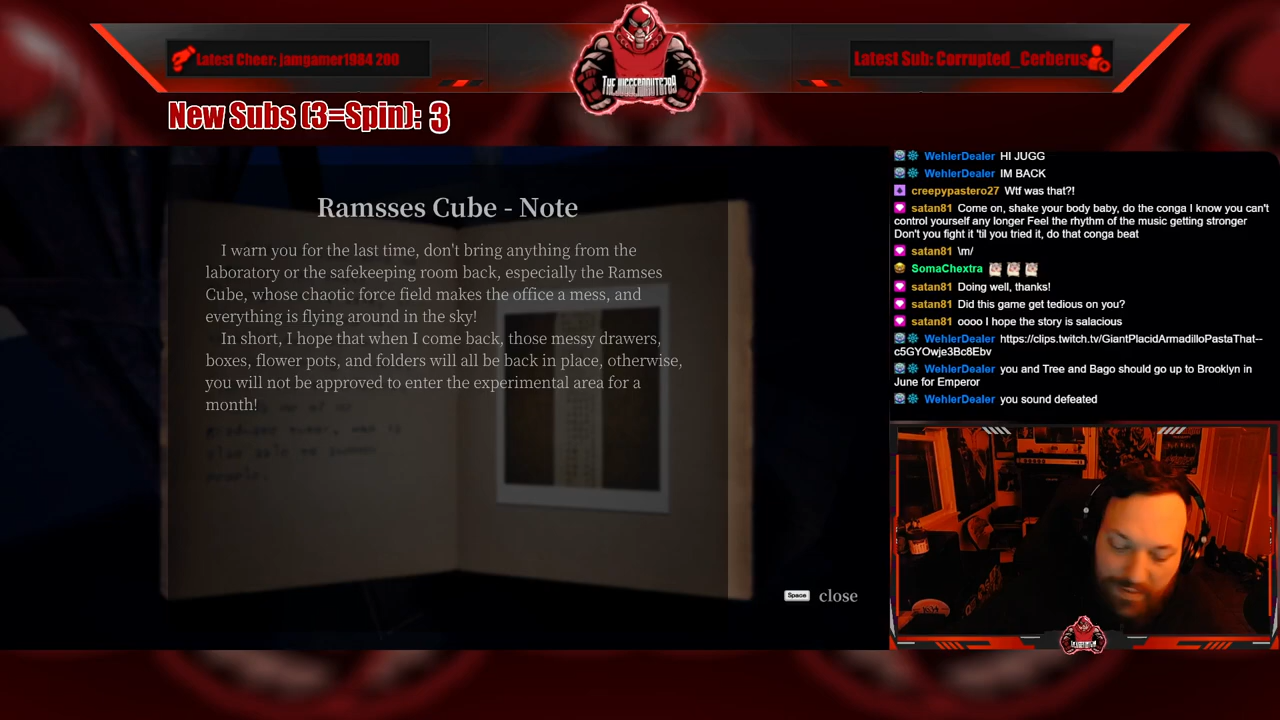 Latest Cheer: jamgamer1984 200
THEJUGGERNAUT6789
Latest Sub: Corrupted_Cerberus
New Subs (3=Spin): 3
Ramsses Cube - Note
I warn you for the last time, don't bring anything from the
laboratory or the safekeeping room back, especially the Ramses
Cube, whose chaotic force field makes the office a mess, and
everything is flying around in the sky!
In short, I hope that when I come back, those messy drawers,
boxes, flower pots, and folders will all be back in place, otherwise,
you will not be approved to enter the experimental area for a
month!
Space close
WehlerDealer HI JUGG
WehlerDealer IM BACK
creepypastero27 Wtf was that?!
satan81 Come on, shake your body baby, do the conga I know you can't
control yourself any longer Feel the rhythm of the music getting stronger
Don't you fight it 'til you tried it, do that conga beat
satan81 \m/
SomaChextra
satan81 Doing well, thanks!
satan81 Did this game get tedious on you?
satan81 oooo I hope the story is salacious
WehlerDealer https://clips.twitch.tv/GiantPlacidArmadilloPastaThat--
c5GYOwje3Bc8Ebv
WehlerDealer you and Tree and Bago should go up to Brooklyn in
June for Emperor
WehlerDealer you sound defeated